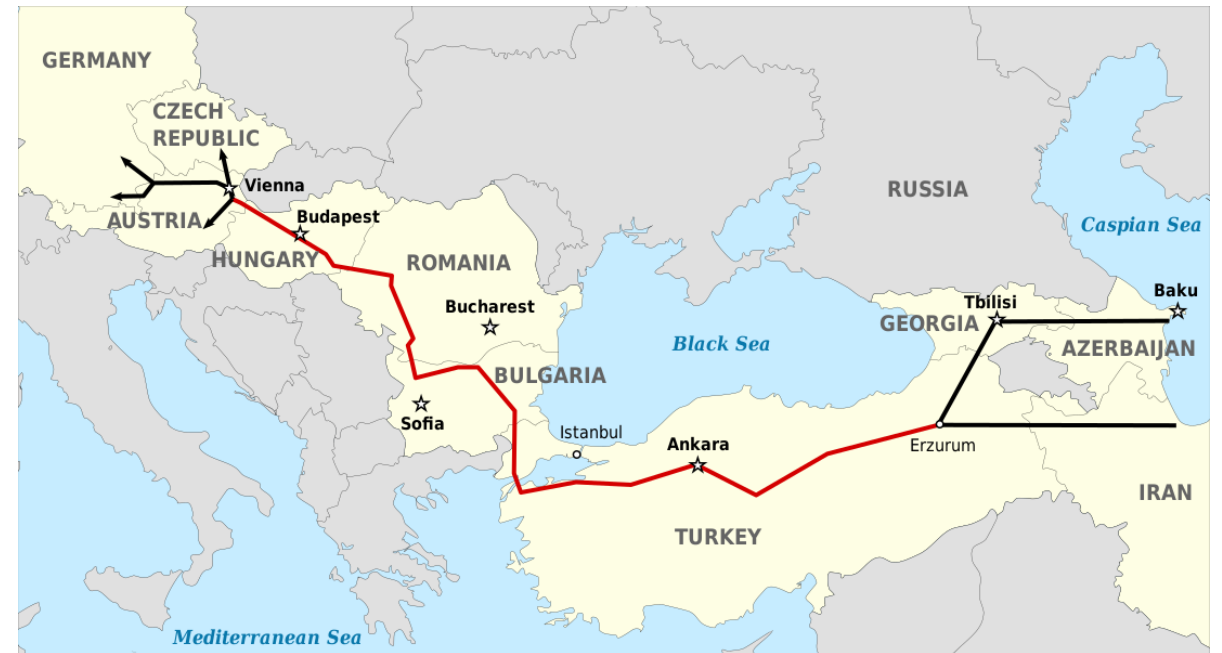 GERMANY
CZECH
REPUBLIC
Vienna
RUSSIA
Budapest
AUSTRIA
Caspian Sea
HUNGARY
ROMANIA
Baku
Tbilisi
Bucharest
GEORGIA
Black Sea
AZERBAIJAN
BULGARIA
Sofia
Istanbul
Ankara
Erzurum
IRAN
TURKEY
Mediterranean Sea